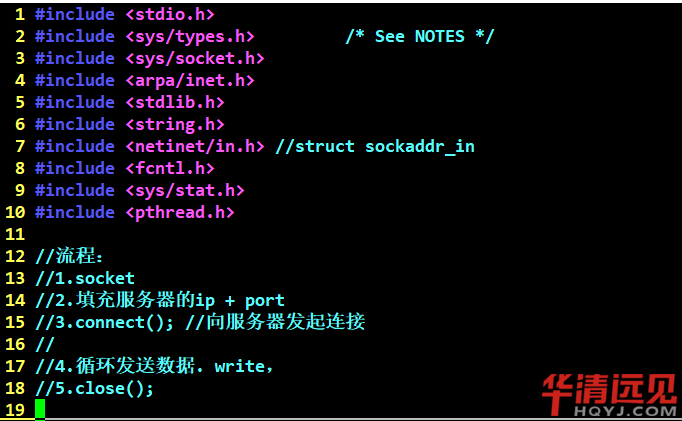 1 #include <stdio.h>
2 #include <sys/types.h>          /* See NOTES */
3 #include <sys/socket.h>
4 #include <arpa/inet.h>
5 #include <stdlib.h>
6 #include <string.h>
7 #include <netinet/in.h> //struct sockaddr_in
8 #include <fcntl.h>
9 #include <sys/stat.h>
10 #include <pthread.h>
11
12 //流程：
13 //1.socket
14 //2.填充服务器的ip + port
15 //3.connect(); //向服务器发起连接
16 //
17 //4.循环发送数据. write，
18 //5.close();
19
华清远见
HQYJ.COM